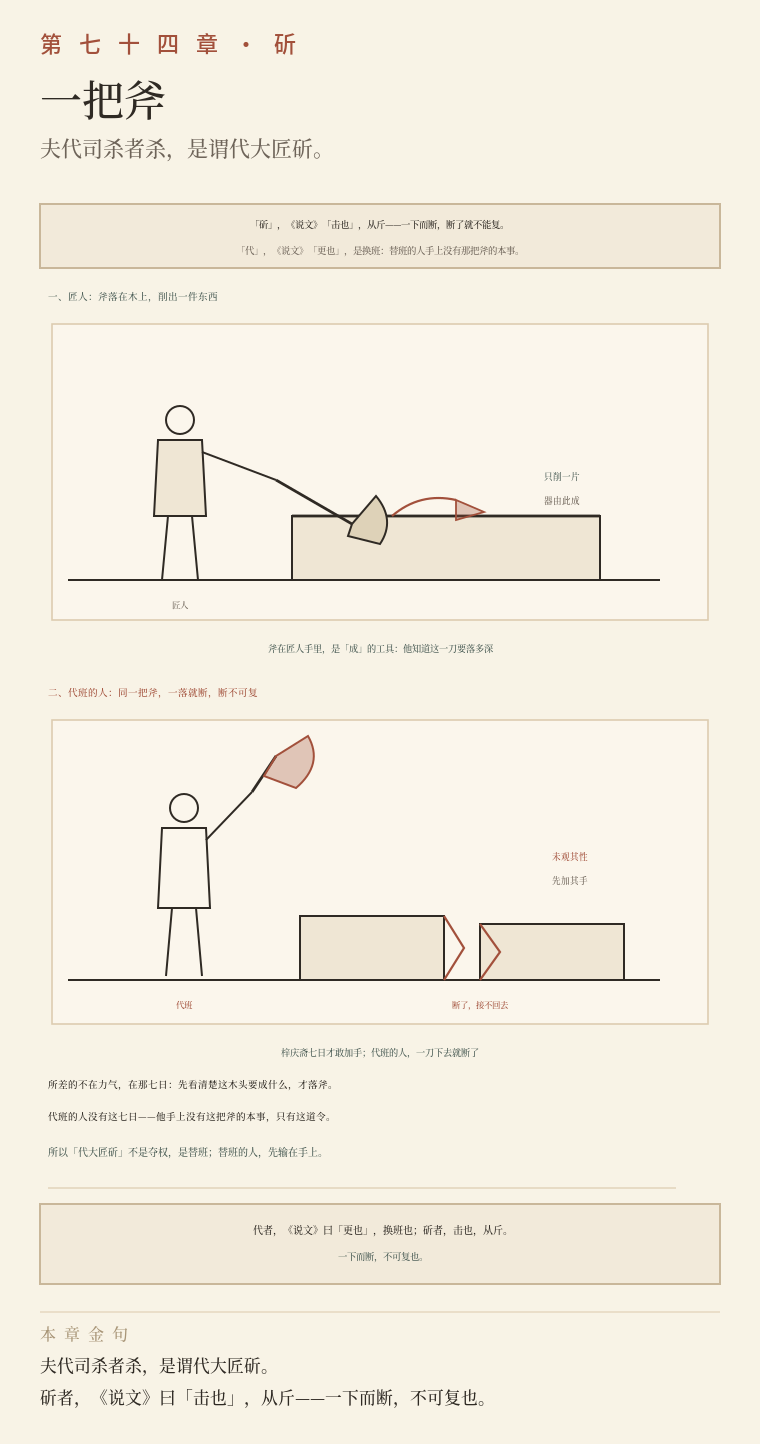 第七十四章·斫
一把斧
夫代司杀者杀，是谓代大匠斫。
「斫」，《说文》「击也」，从斤——一下而断，断了就不能复。
「代」，《说文》「更也」，是换班：替班的人手上没有那把斧的本事。
一、匠人：斧落在木上，削出一件东西
只削一片
器由此成
匠人
斧在匠人手里，是「成」的工具：他知道这一刀要落多深
二、代班的人：同一把斧，一落就断，断不可复
未观其性
先加其手
代班
断了，接不回去
梓庆斋七日才敢加手；代班的人，一刀下去就断了
所差的不在力气，在那七日：先看清楚这木头要成什么，才落斧。
代班的人没有这七日——他手上没有这把斧的本事，只有这道令。
所以「代大匠斫」不是夺权，是替班；替班的人，先输在手上。
代者，《说文》曰「更也」，换班也；斫者，击也，从斤。
一下而断，不可复也。
本章金句
夫代司杀者杀，是谓代大匠斫。
斫者，《说文》曰「击也」，从斤——一下而断，不可复也。